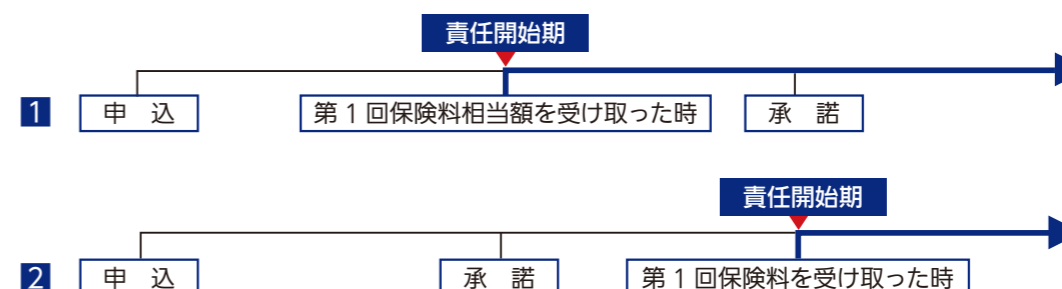 責任開始期
1 申 込 第1回保険料相当額を受け取った時 承 諾
責任開始期
2 申 込 承 諾 第1回保険料を受け取った時